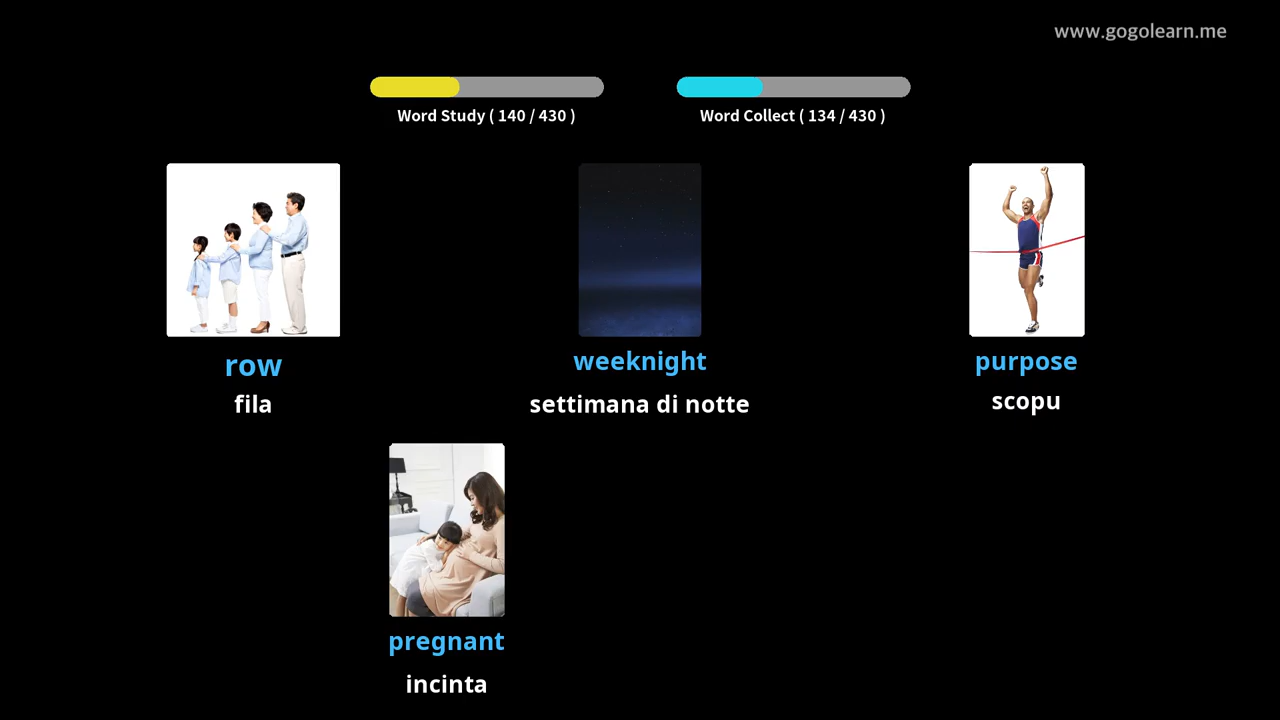 www.gogolearn.me
Word Study ( 140 / 430 )
Word Collect ( 134 / 430 )
row
fila
weeknight
settimana di notte
purpose
scopu
pregnant
incinta